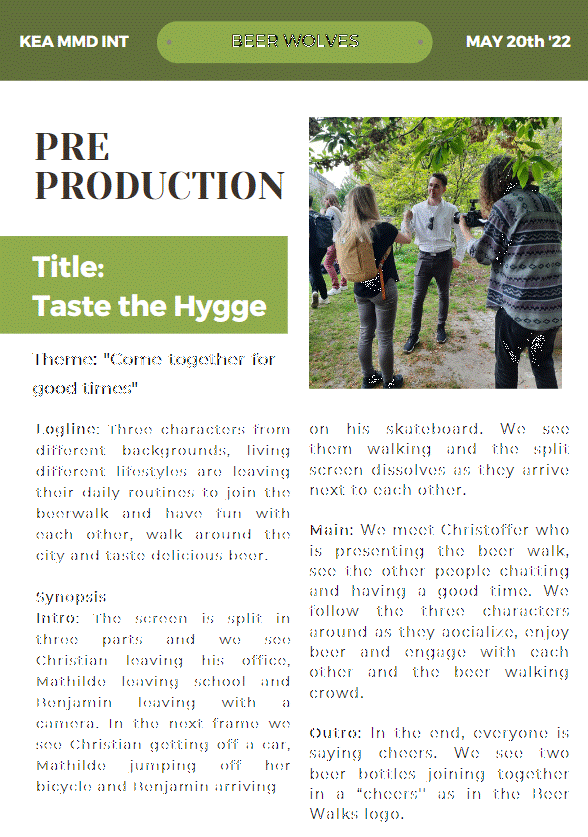 KEA MMD INT
BEER WOLVES
MAY 20th '22
PRE
PRODUCTION
Title:
Taste the Hygge
Theme: "Come together for
good times"
Logline: Three characters from
different backgrounds, living
different lifestyles are leaving
their daily routines to join the
beerwalk and have fun with
each other, walk around the
city and taste delicious beer.
Synopsis
Intro: The screen is split in
three parts and we see
Christian leaving his office,
Mathilde leaving school and
Benjamin leaving with a
camera. In the next frame we
see Christian getting off a car,
Mathilde jumping off her
bicycle and Benjamin arriving
on his skateboard. We see
them walking and the split
screen dissolves as they arrive
next to each other.
Main: We meet Christoffer who
is presenting the beer walk,
see the other people chatting
and having a good time. We
follow the three characters
around as they aocialize, enjoy
beer and engage with each
other and the beer walking
crowd.
Outro: In the end, everyone is
saying cheers. We see two
beer bottles joining together
in a “cheers'' as in the Beer
Walks logo.